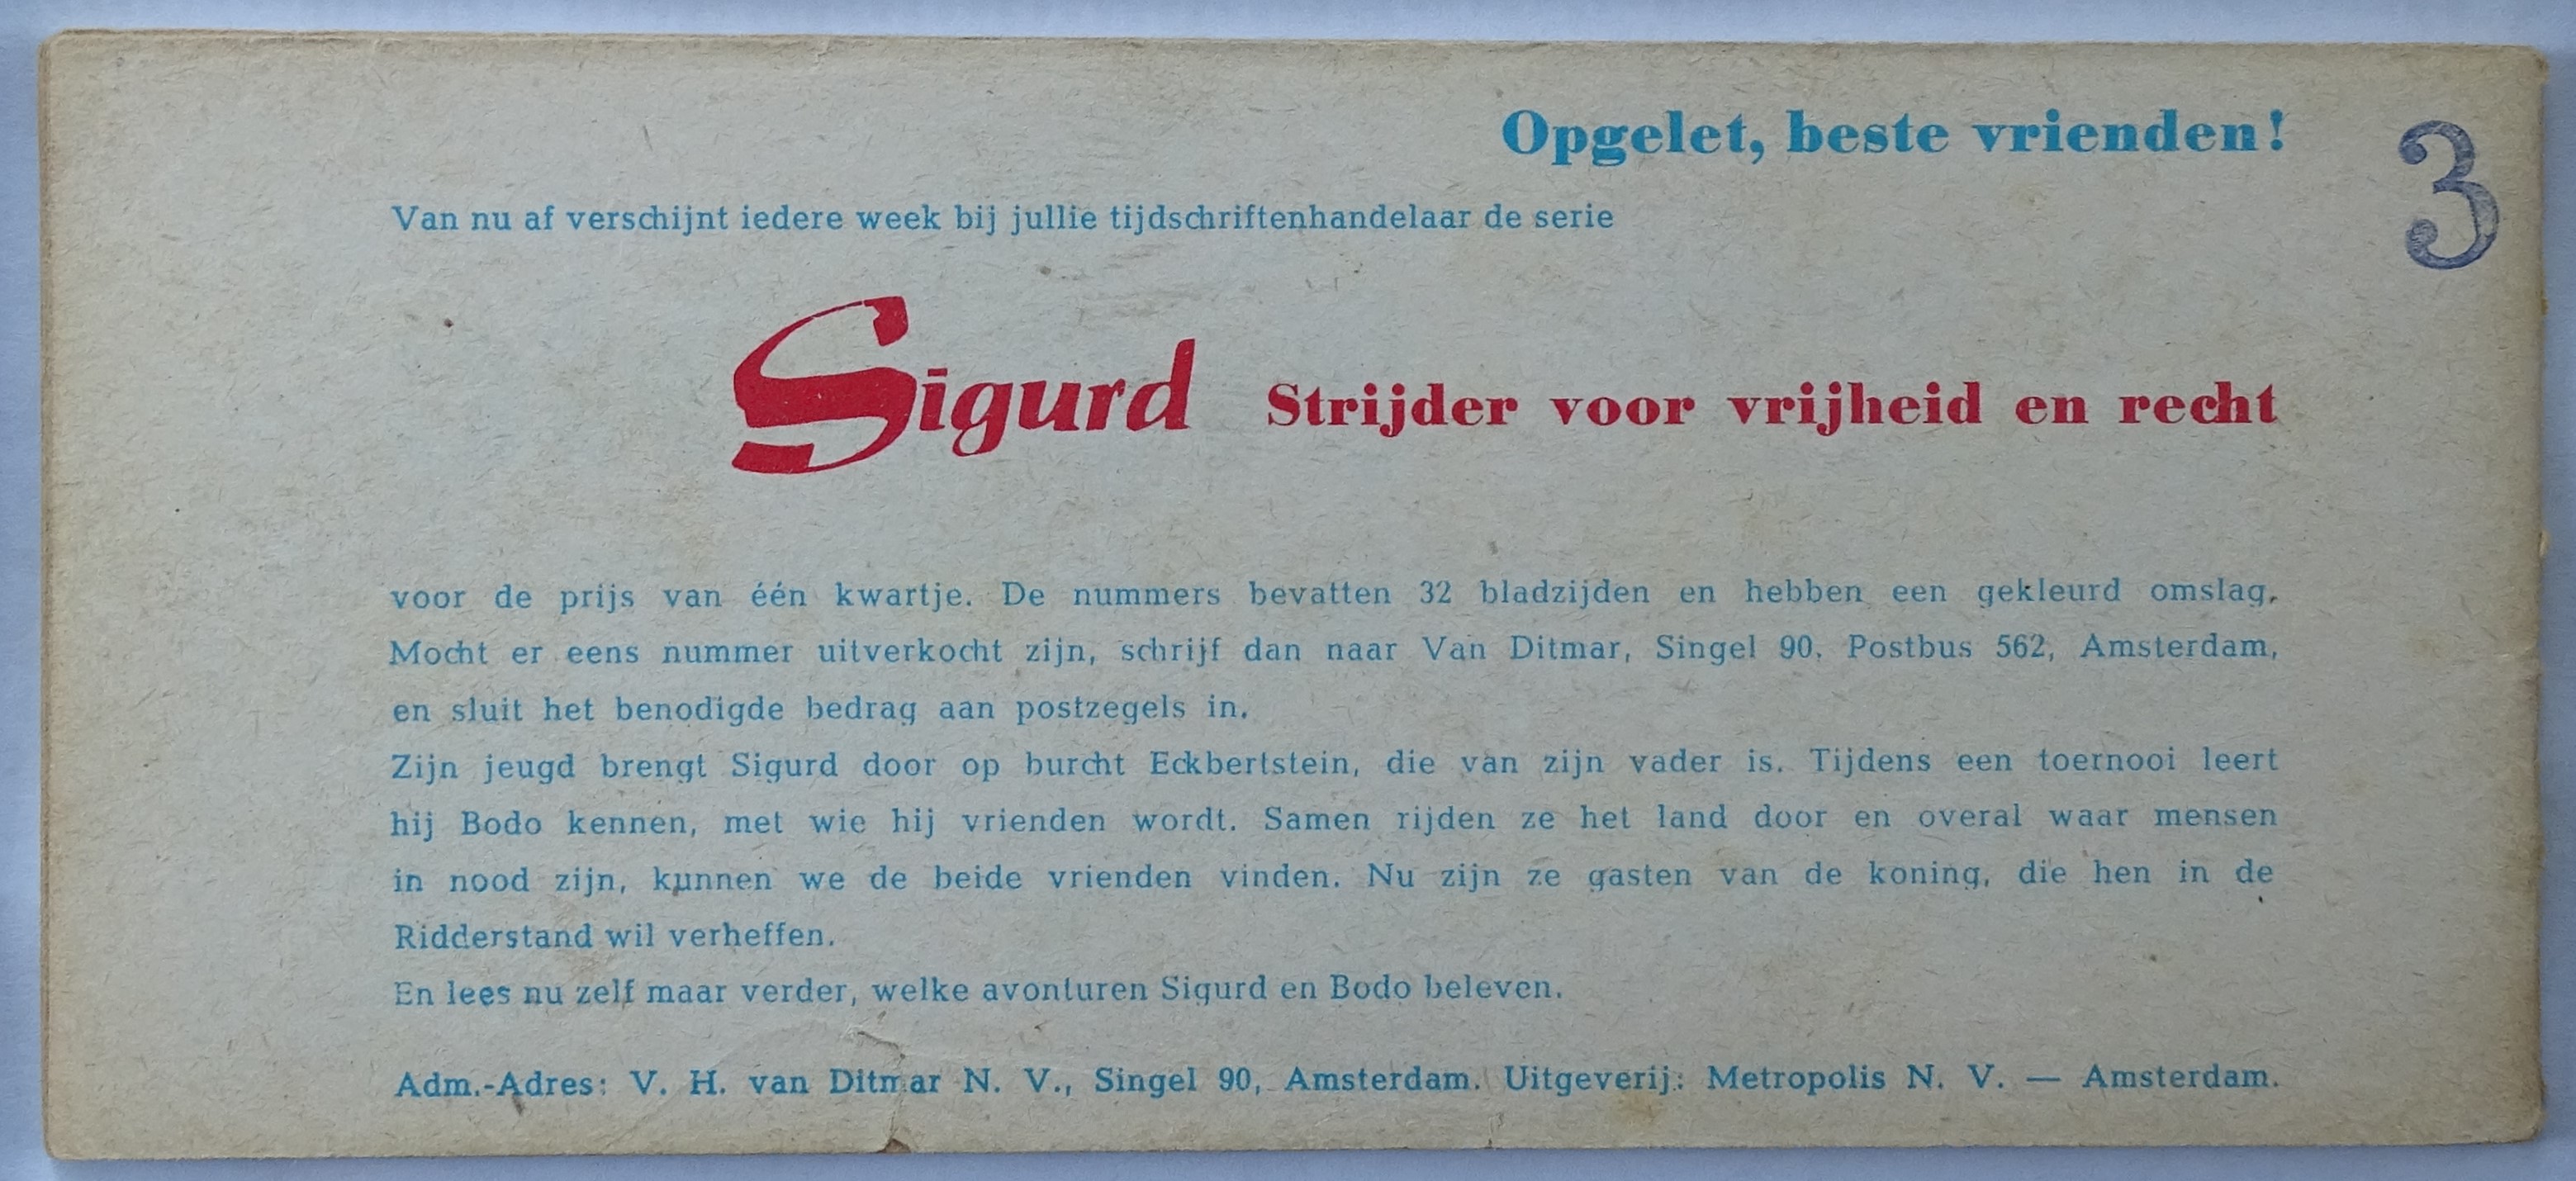 Opgelet, beste vrienden!
3
Van nu af verschijnt iedere week bij jullie tijdschriftenhandelaar de serie
Sigurd Strijder voor vrijheid en recht
voor de prijs van één kwartje. De nummers bevatten 32 bladzijden en hebben een gekleurd omslag.
Mocht er eens nummer uitverkocht zijn, schrijf dan naar Van Ditmar, Singel 90, Postbus 562, Amsterdam,
en sluit het benodigde bedrag aan postzegels in.
Zijn jeugd brengt Sigurd door op burcht Eckbertstein, die van zijn vader is. Tijdens een toernooi leert
hij Bodo kennen, met wie hij vrienden wordt. Samen rijden ze het land door en overal waar mensen
in nood zijn, kunnen we de beide vrienden vinden. Nu zijn ze gasten van de koning, die hen in de
Ridderstand wil verheffen.
En lees nu zelf maar verder, welke avonturen Sigurd en Bodo beleven.
Adm.-Adres: V. H. van Ditmar N. V., Singel 90, Amsterdam. Uitgeverij: Metropolis N. V. — Amsterdam.